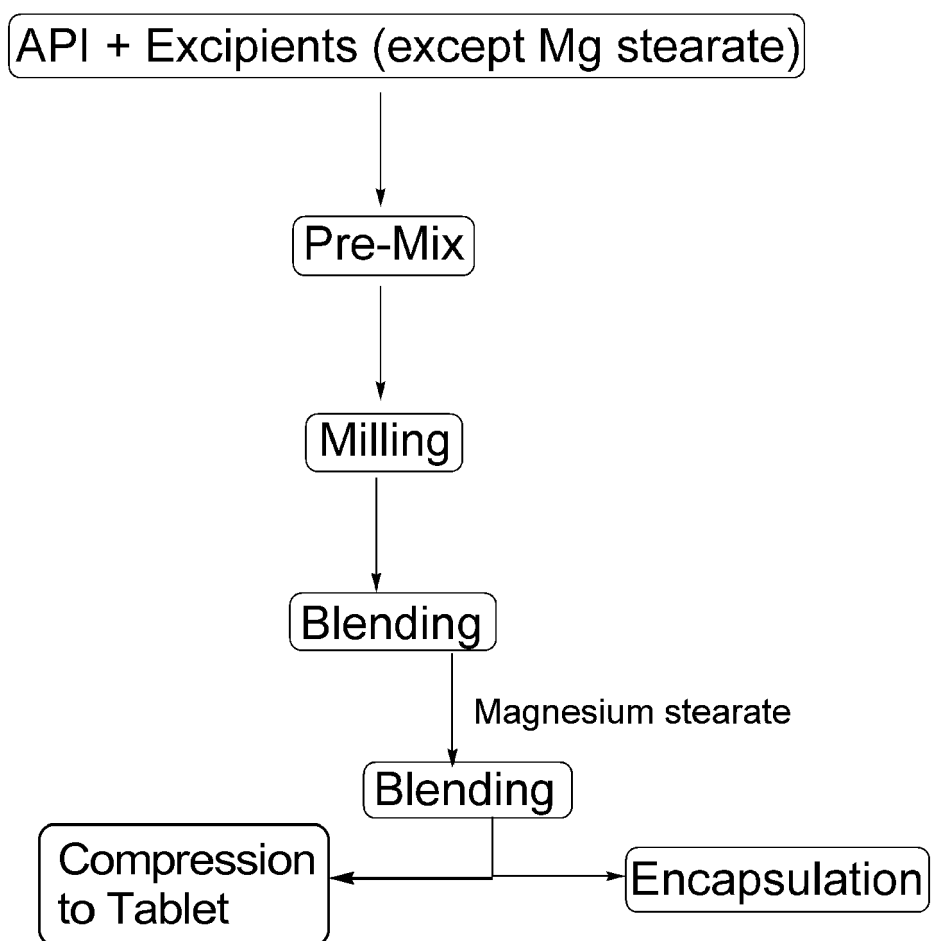 API + Excipients (except Mg stearate)
Pre-Mix
Milling
Blending
Magnesium stearate
Blending
Compression
to Tablet
Encapsulation